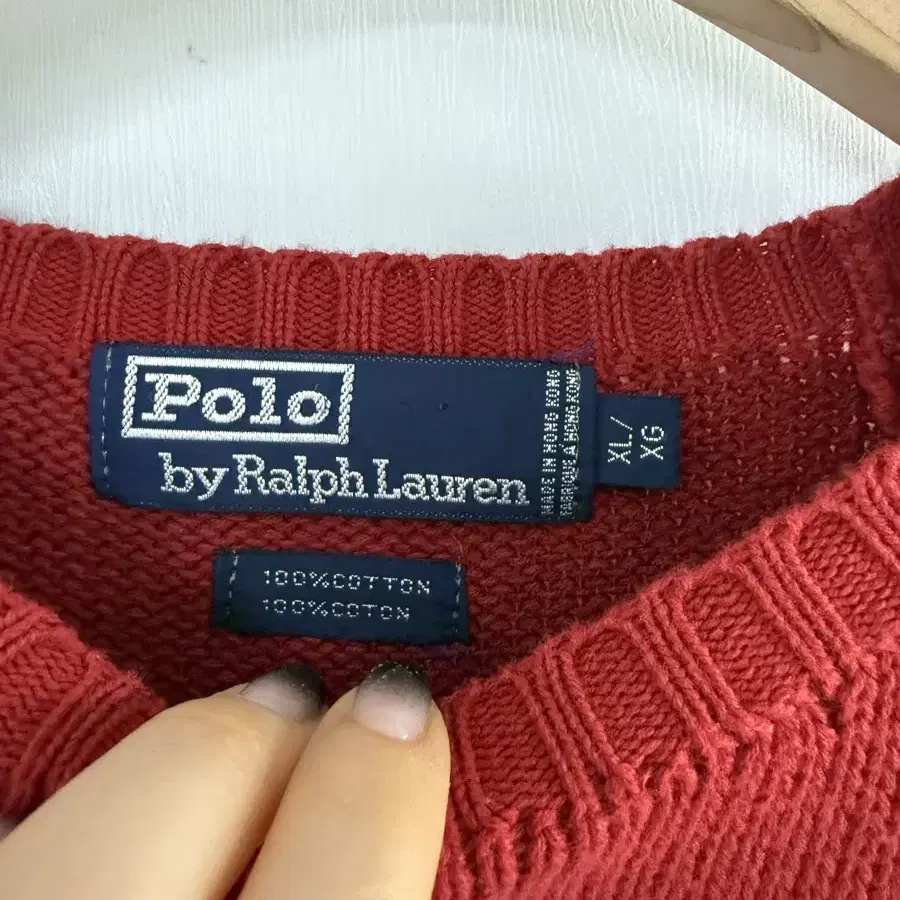 Polo
by Ralph Lauren
MADE IN HONG KONG
FABRIQUE A HONG KONG
XL/
XG
100%COTTON
100%COTON